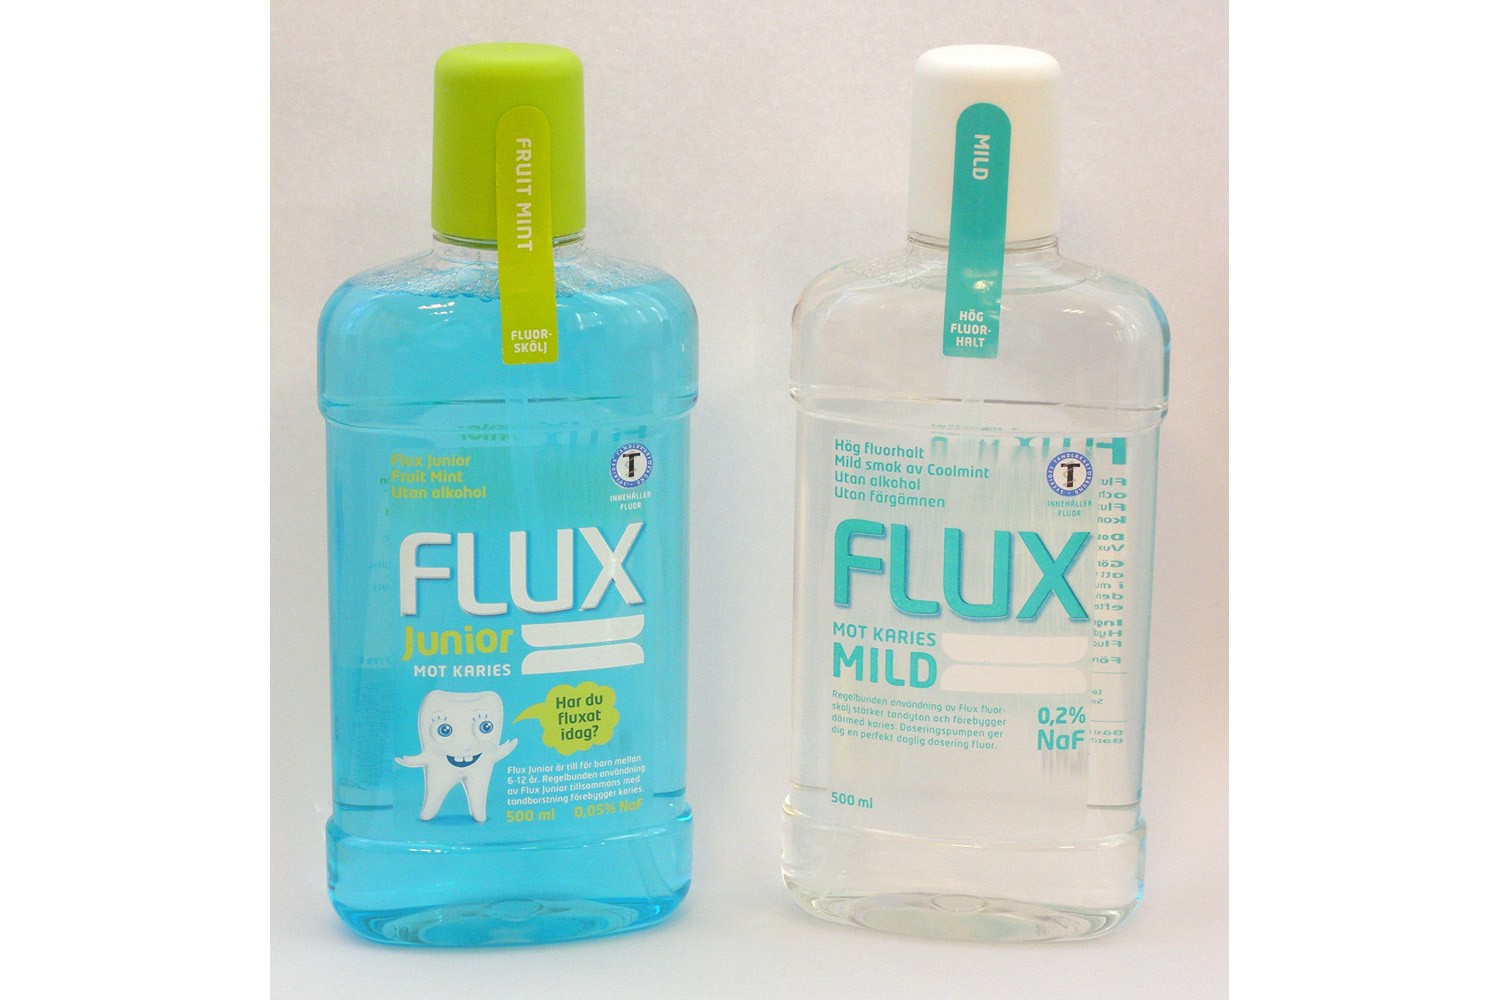 FRUIT MINT
FLUOR-
SKÖLJ
Flux Junior
Fruit Mint
Utan alkohol
T
INNEHÅLLER
FLUOR
FLUX
Junior
MOT KARIES
Har du
fluxat
idag?
Flux Junior är till för barn mellan
6-12 år. Regelbunden användning
av Flux Junior tillsammans med
tandborstning förebygger karies.
500 ml 0,05% NaF
MILD
HÖG
FLUOR-
HALT
Hög fluorhalt
Mild smak av Coolmint
Utan alkohol
Utan färgämnen
T
INNEHÅLLER
FLUOR
FLUX
MOT KARIES
MILD
Regelbunden användning av Flux fluor-
skölj stärker tandytan och förebygger
därmed karies. Doseringspumpen ger
dig en perfekt daglig dosering fluor.
0,2%
NaF
500 ml